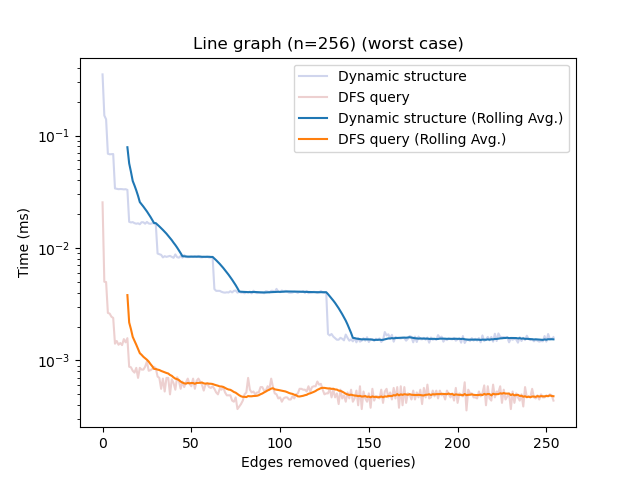 Line graph (n=256) (worst case)
Dynamic structure
DFS query
Dynamic structure (Rolling Avg.)
DFS query (Rolling Avg.)
Time (ms)
10⁻¹
10⁻²
10⁻³
0 50 100 150 200 250
Edges removed (queries)